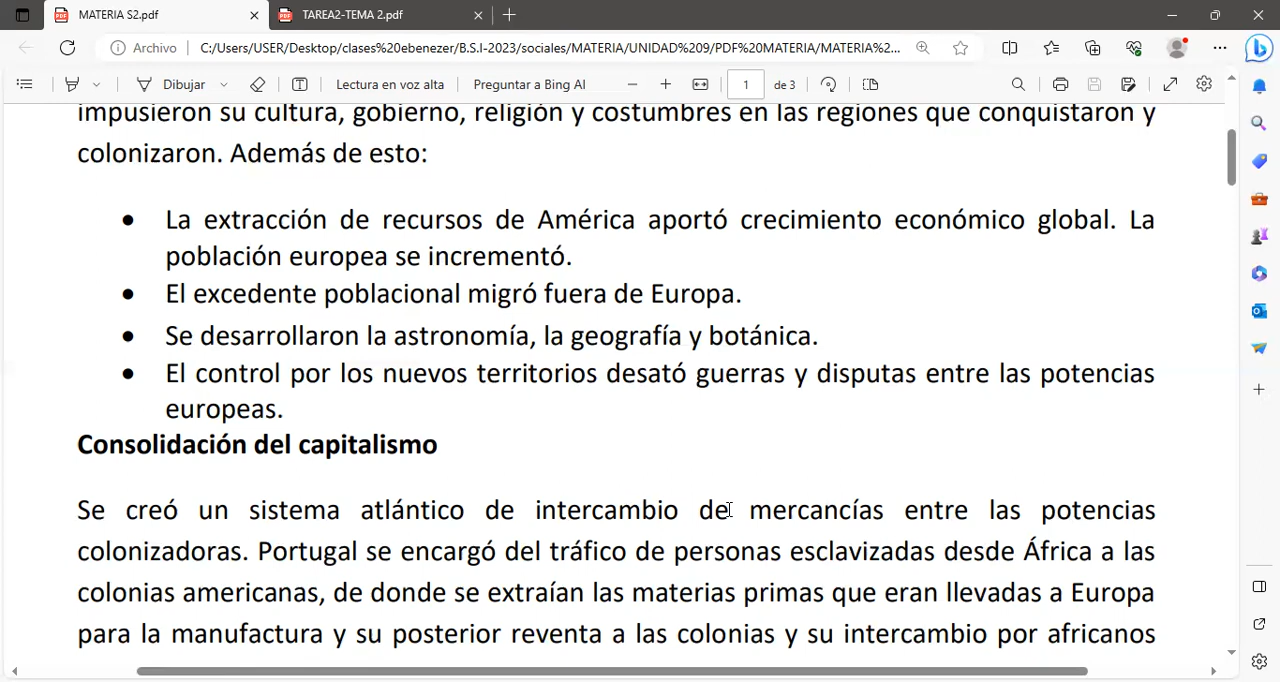 MATERIA S2.pdf
TAREA2-TEMA 2.pdf
Archivo
C:/Users/USER/Desktop/clases%20ebenezer/B.S.I-2023/sociales/MATERIA/UNIDAD%209/PDF%20MATERIA/MATERIA%2...
Dibujar
Lectura en voz alta
Preguntar a Bing AI
1
de 3
impusieron su cultura, gobierno, religión y costumbres en las regiones que conquistaron y
colonizaron. Además de esto:
• La extracción de recursos de América aportó crecimiento económico global. La
población europea se incrementó.
• El excedente poblacional migró fuera de Europa.
• Se desarrollaron la astronomía, la geografía y botánica.
• El control por los nuevos territorios desató guerras y disputas entre las potencias
europeas.
Consolidación del capitalismo
Se creó un sistema atlántico de intercambio de mercancías entre las potencias
colonizadoras. Portugal se encargó del tráfico de personas esclavizadas desde África a las
colonias americanas, de donde se extraían las materias primas que eran llevadas a Europa
para la manufactura y su posterior reventa a las colonias y su intercambio por africanos